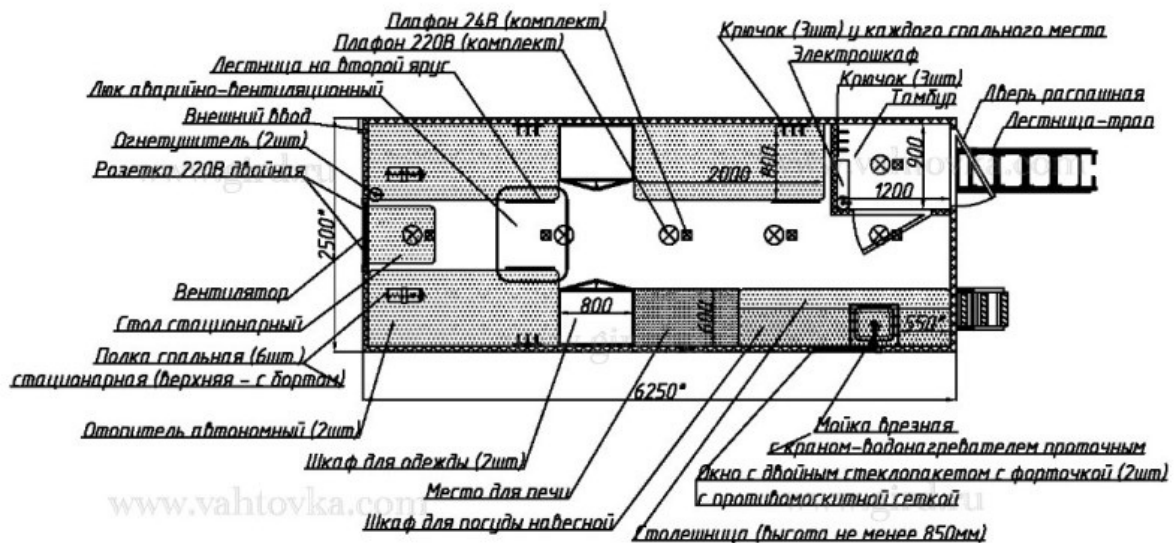 Плафон 24В (комплект)
Плафон 220В (комплект)
Лестница на второй ярус
Люк аварийно-вентиляционный
Внешний ввод
Огнетушитель (2шт)
Розетка 220В двойная
Крючок (3шт) у каждого спального места
Электрошкаф
Крючок (3шт)
Тамбур
Дверь распашная
Лестница-трап
2000
800
900
1200
2500*
800
600
550*
6250*
Вентилятор
Стол стационарный
Полка спальная (6шт)
стационарная (верхняя - с бортом)
Отопитель автономный (2шт)
Шкаф для одежды (2шт)
Место для печи
Шкаф для посуды навесной
Мойка врезная
с краном-водонагревателем проточным
Окно с двойным стеклопакетом с форточкой (2шт)
с противомоскитной сеткой
Столешница (высота не менее 850мм)
www.vahtovka.com